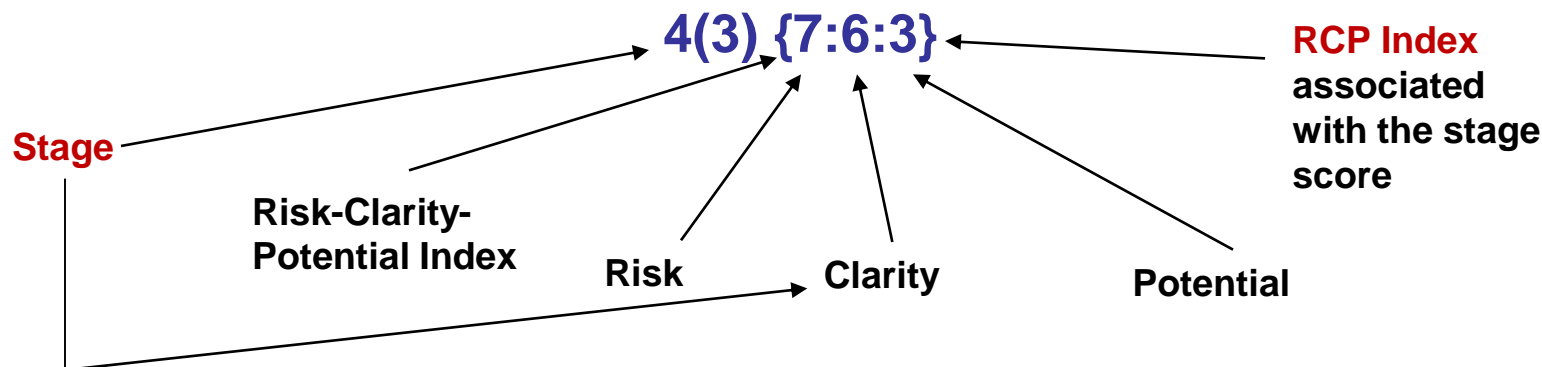 4(3) {7:6:3}
RCP Index
associated
with the stage
score
Stage
Risk-Clarity-
Potential Index
Risk
Clarity
Potential